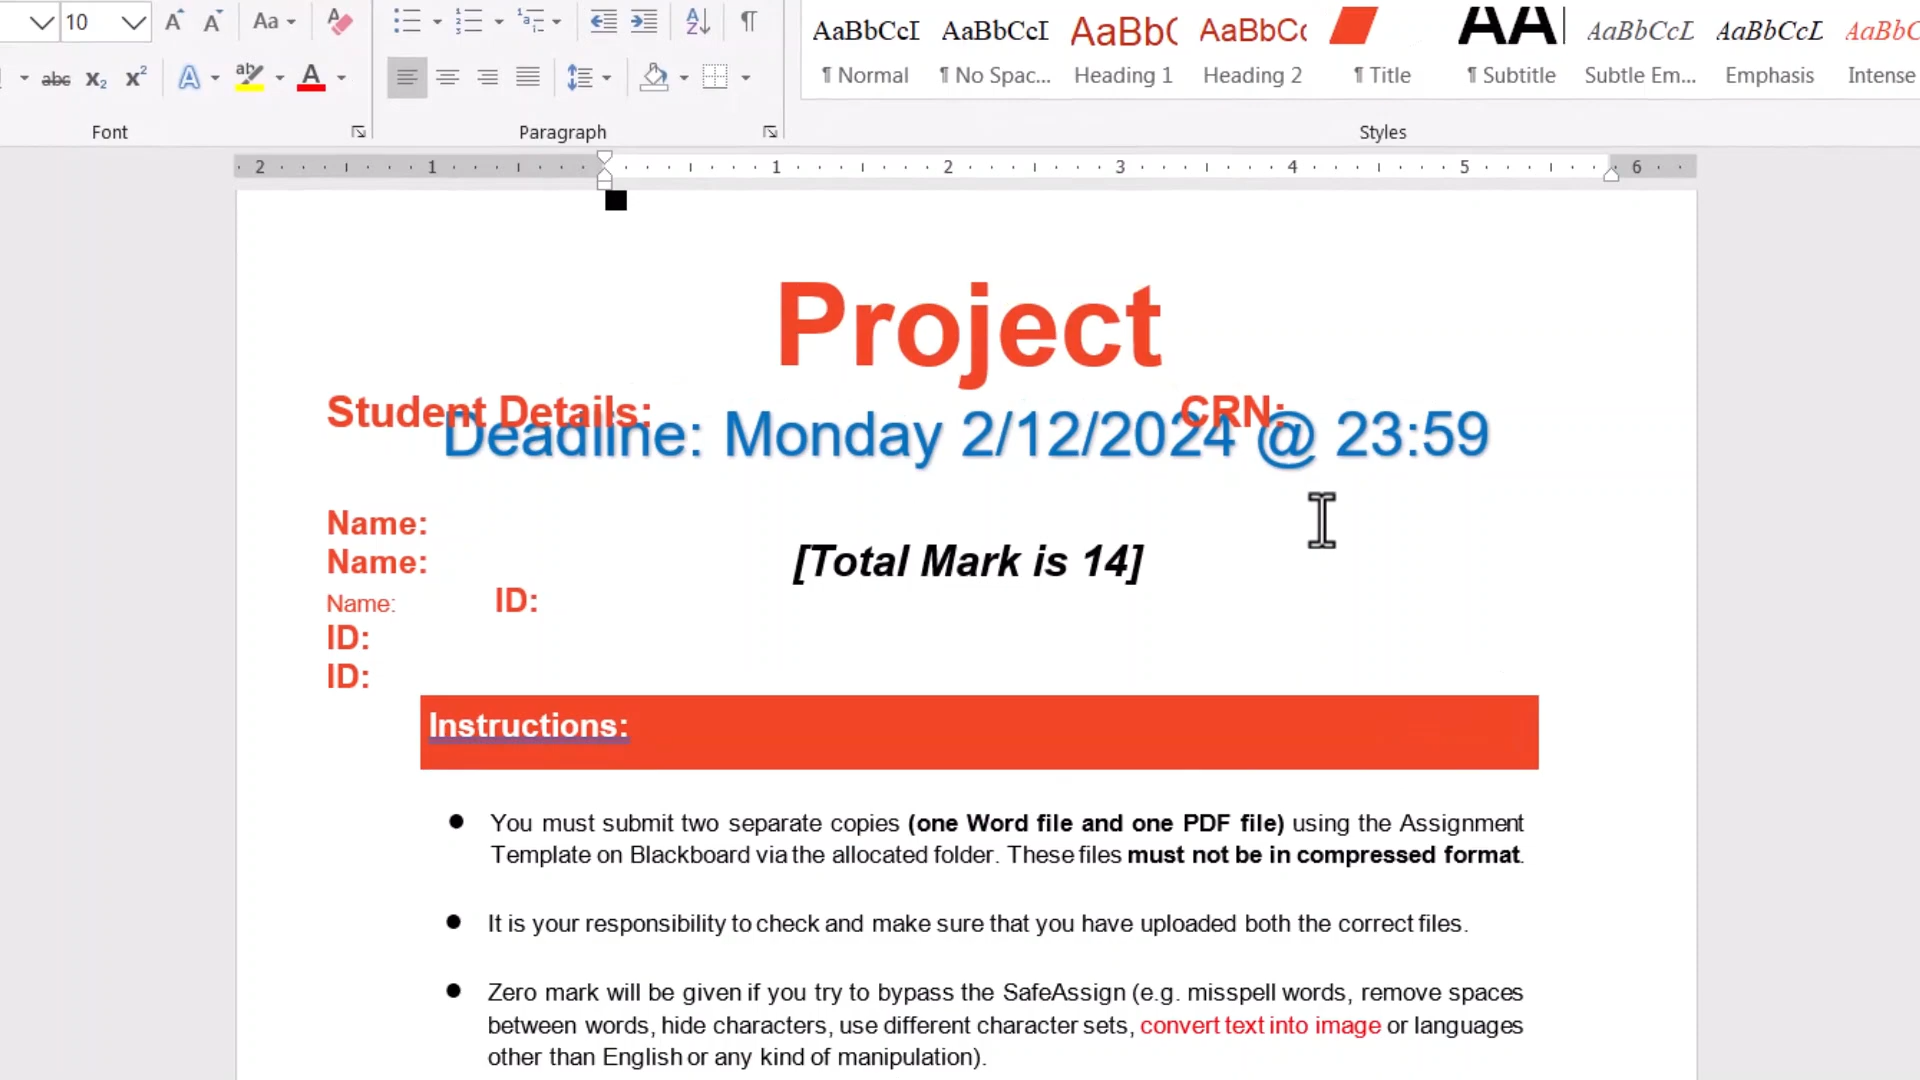 10
Aa
abc X₂ X² A aby A
Font
Paragraph
Styles
AaBbCcI AaBbCcI AaBb( AaBbCc AA AaBbCcL AaBbCcL AaBbC
¶ Normal ¶ No Spac... Heading 1 Heading 2 ¶ Title ¶ Subtitle Subtle Em... Emphasis Intense
2 1 1 2 3 4 5 6
Project
Student Details: CRN:
Deadline: Monday 2/12/2024 @ 23:59
Name:
Name:
[Total Mark is 14]
Name: ID:
ID:
ID:
Instructions:
● You must submit two separate copies (one Word file and one PDF file) using the Assignment
Template on Blackboard via the allocated folder. These files must not be in compressed format.
● It is your responsibility to check and make sure that you have uploaded both the correct files.
● Zero mark will be given if you try to bypass the SafeAssign (e.g. misspell words, remove spaces
between words, hide characters, use different character sets, convert text into image or languages
other than English or any kind of manipulation).